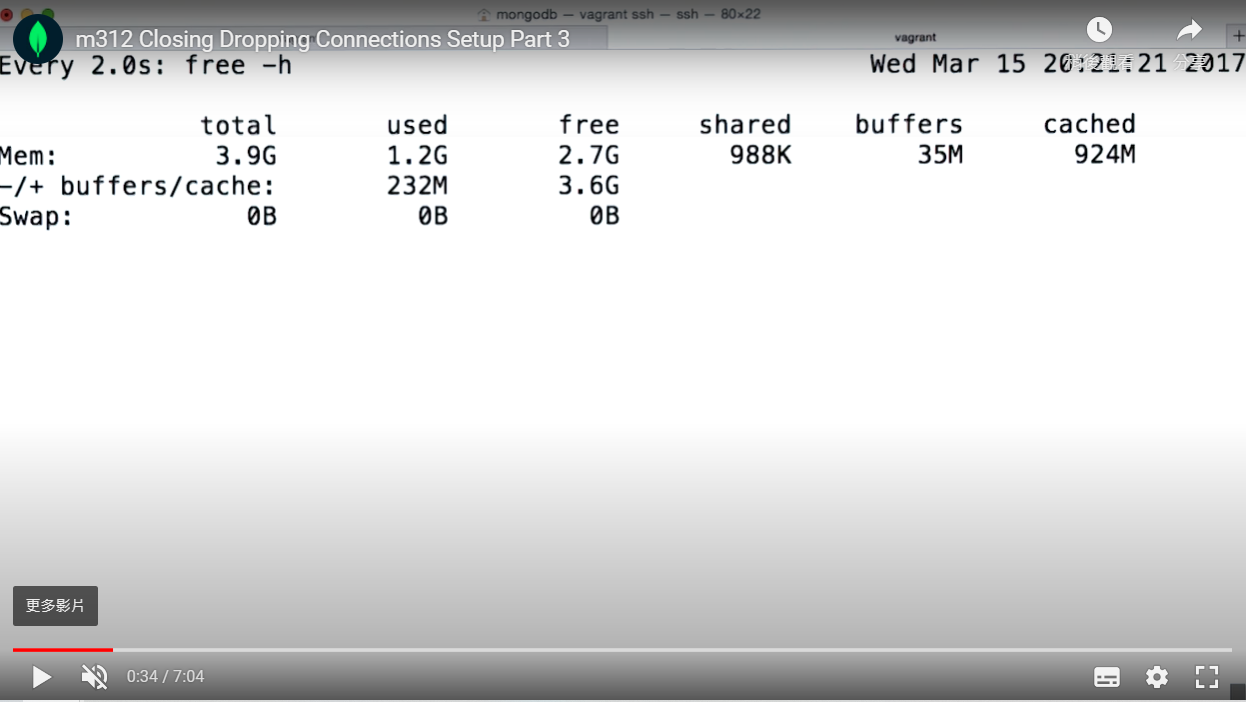 mongodb — vagrant ssh — ssh — 80×22
m312 Closing Dropping Connections Setup Part 3
vagrant
稍後觀看 分享
Every 2.0s: free -h Wed Mar 15 20:21:21 2017
total used free shared buffers cached
Mem: 3.9G 1.2G 2.7G 988K 35M 924M
-/+ buffers/cache: 232M 3.6G
Swap: 0B 0B 0B
更多影片
0:34 / 7:04